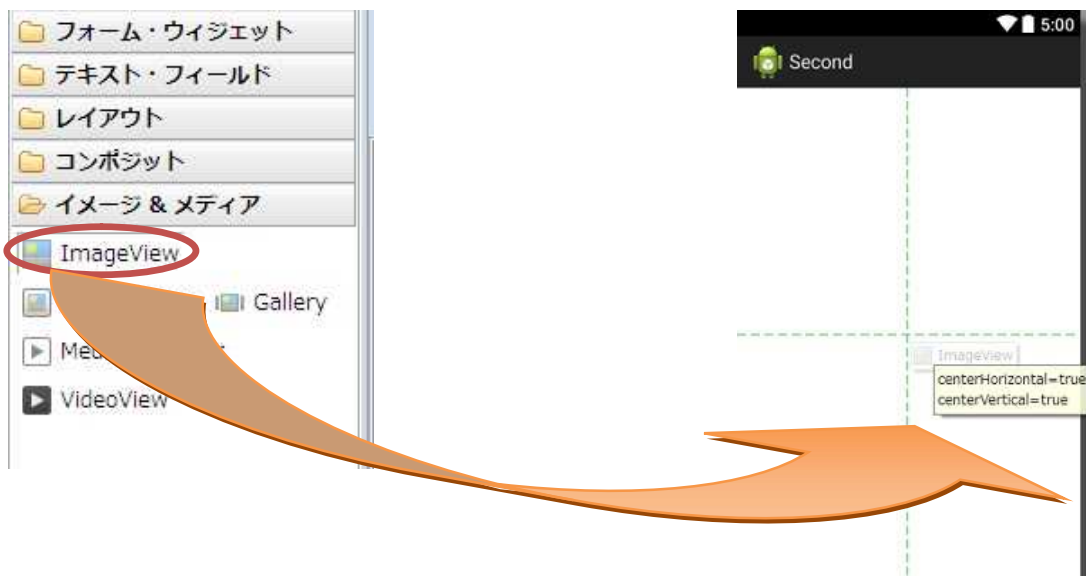 フォーム・ウィジェット
テキスト・フィールド
レイアウト
コンポジット
イメージ & メディア
ImageView
Gallery
VideoView
5:00
Second
ImageView
centerHorizontal=true
centerVertical=true